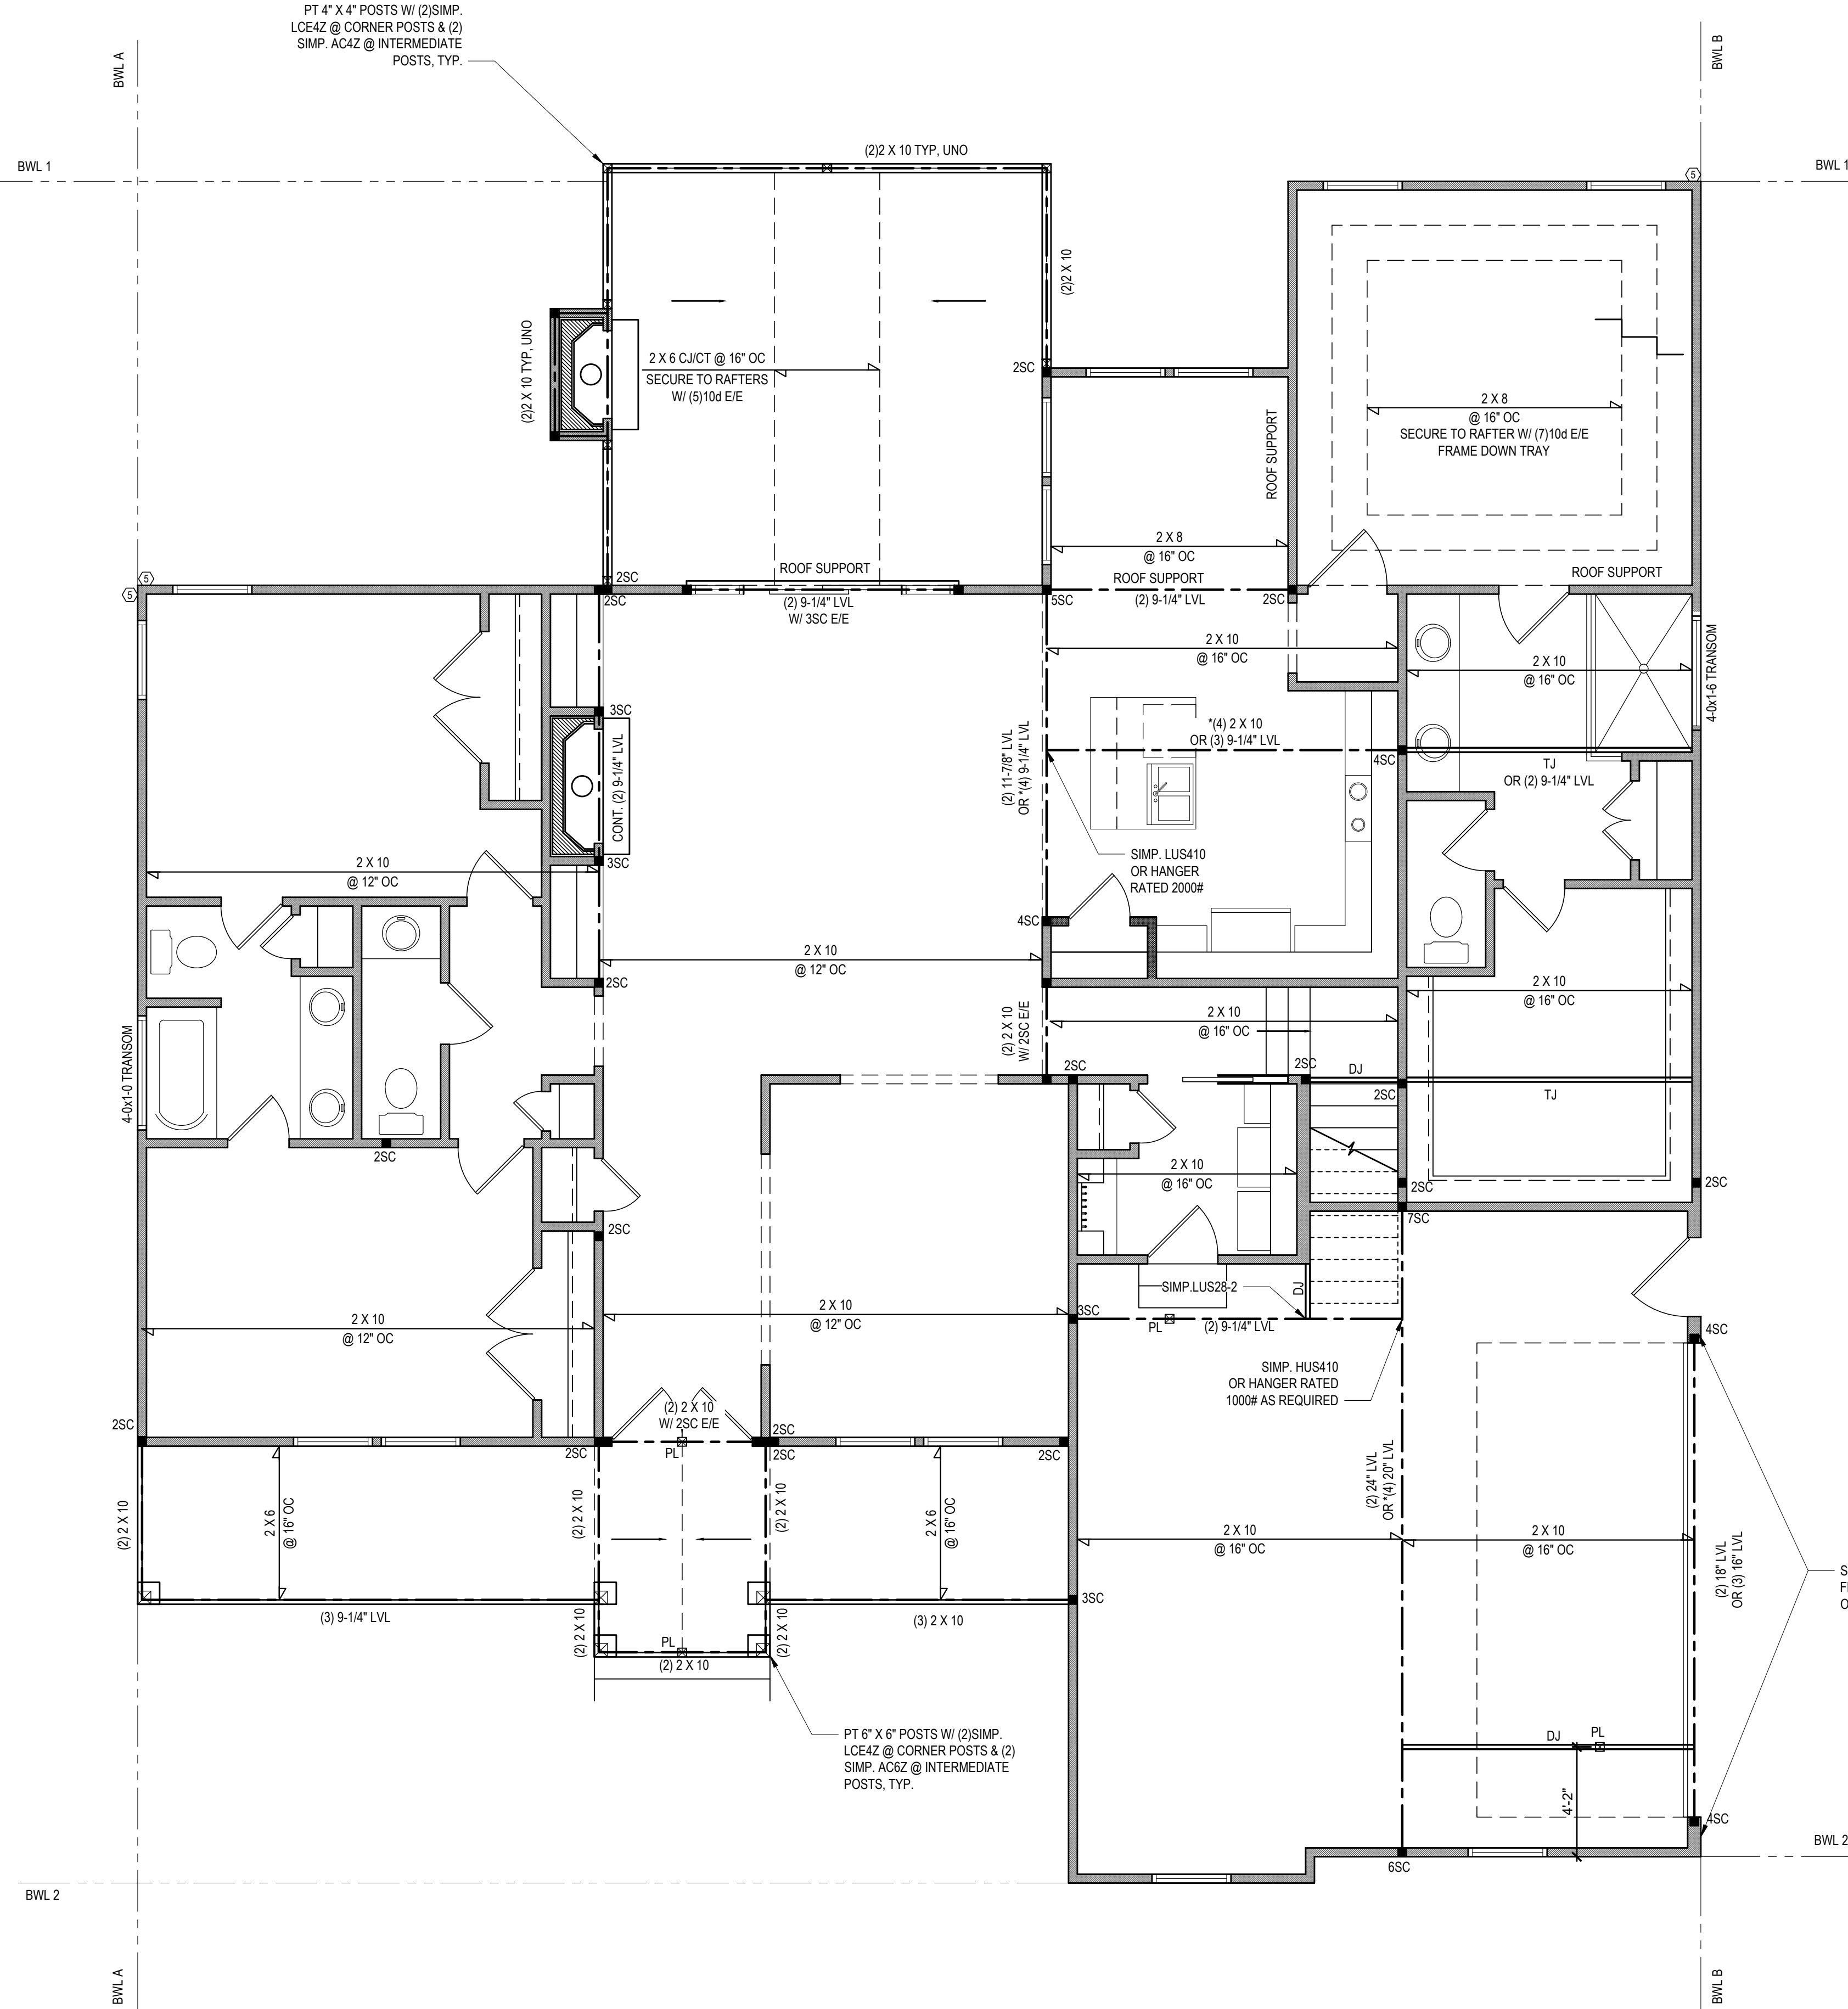 PT 4" X 4" POSTS W/ (2)SIMP.
LCE4Z @ CORNER POSTS & (2)
SIMP. AC4Z @ INTERMEDIATE
POSTS, TYP.
BWL A
BWL B
BWL 1
BWL 1
(2)2 X 10 TYP, UNO
5
(2)2 X 10
(2)2 X 10 TYP, UNO
2 X 6 CJ/CT @ 16" OC
SECURE TO RAFTERS
W/ (5)10d E/E
2SC
ROOF SUPPORT
2 X 8
@ 16" OC
SECURE TO RAFTER W/ (7)10d E/E
FRAME DOWN TRAY
2 X 8
@ 16" OC
ROOF SUPPORT
ROOF SUPPORT
ROOF SUPPORT
5
5
2SC
2SC
(2) 9-1/4" LVL
W/ 3SC E/E
5SC
(2) 9-1/4" LVL
2SC
2 X 10
@ 16" OC
2 X 10
@ 16" OC
4-0x1-6 TRANSOM
3SC
CONT. (2) 9-1/4" LVL
3SC
(2) 11-7/8" LVL
OR *(4) 9-1/4" LVL
*(4) 2 X 10
OR (3) 9-1/4" LVL
4SC
TJ
OR (2) 9-1/4" LVL
SIMP. LUS410
OR HANGER
RATED 2000#
2 X 10
@ 12" OC
4SC
2 X 10
@ 12" OC
2SC
2 X 10
@ 16" OC
2 X 10
@ 16" OC
(2) 2 X 10
W/ 2SC E/E
4-0x1-0 TRANSOM
2SC
2SC
DJ
2SC
TJ
2SC
2 X 10
@ 16" OC
2SC
2SC
7SC
2SC
SIMP.LUS28-2
DJ
2 X 10
@ 12" OC
2 X 10
@ 12" OC
3SC
PL
(2) 9-1/4" LVL
4SC
SIMP. HUS410
OR HANGER RATED
1000# AS REQUIRED
2SC
2SC
(2) 2 X 10
W/ 2SC E/E
PL
2SC
2SC
2SC
(2) 2 X 10
2 X 6
@ 16" OC
(2) 2 X 10
(2) 2 X 10
2 X 6
@ 16" OC
(2) 24" LVL
OR *(4) 20" LVL
2 X 10
@ 16" OC
2 X 10
@ 16" OC
(2) 18" LVL
OR (3) 16" LVL
3SC
(3) 9-1/4" LVL
(3) 2 X 10
(2) 2 X 10
(2) 2 X 10
PL
(2) 2 X 10
PT 6" X 6" POSTS W/ (2)SIMP.
LCE4Z @ CORNER POSTS & (2)
SIMP. AC6Z @ INTERMEDIATE
POSTS, TYP.
DJ
PL
4'-2"
4SC
6SC
BWL 2
BWL 2
BWL A
BWL B